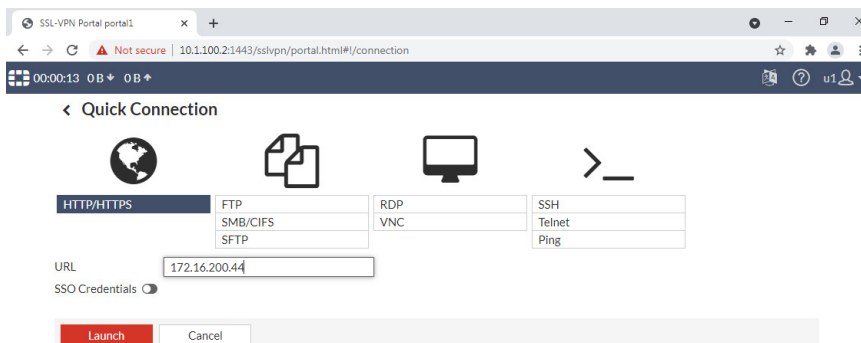 SSL-VPN Portal portal1
Not secure 10.1.100.2:1443/sslvpn/portal.html#!/connection
00:00:13 0 B 0 B u1
Quick Connection
HTTP/HTTPS FTP RDP SSH
SMB/CIFS VNC Telnet
SFTP Ping
URL 172.16.200.44
SSO Credentials
Launch Cancel